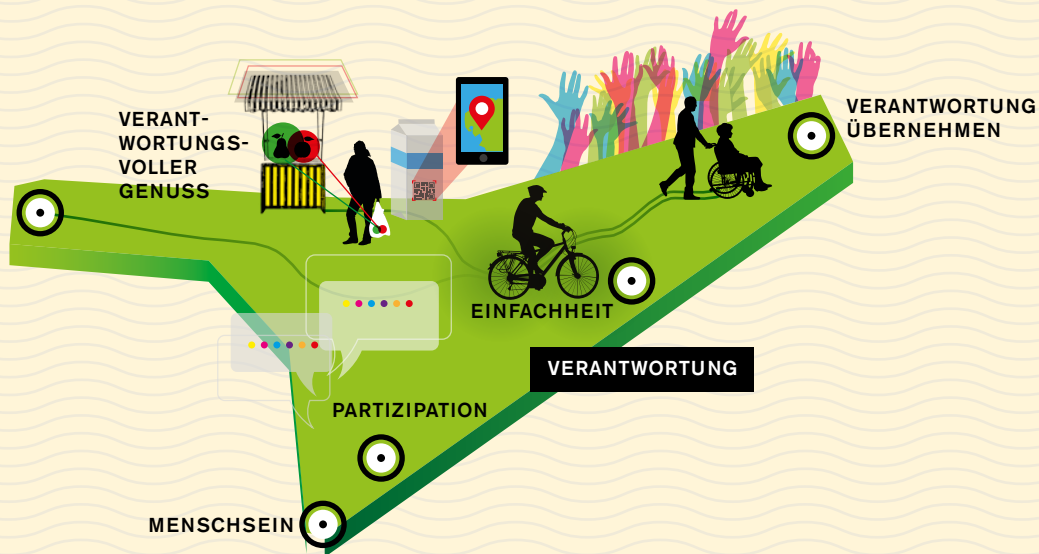 VERANT-
WORTUNGS-
VOLLER
GENUSS
VERANTWORTUNG
ÜBERNEHMEN
EINFACHHEIT
VERANTWORTUNG
PARTIZIPATION
MENSCHSEIN